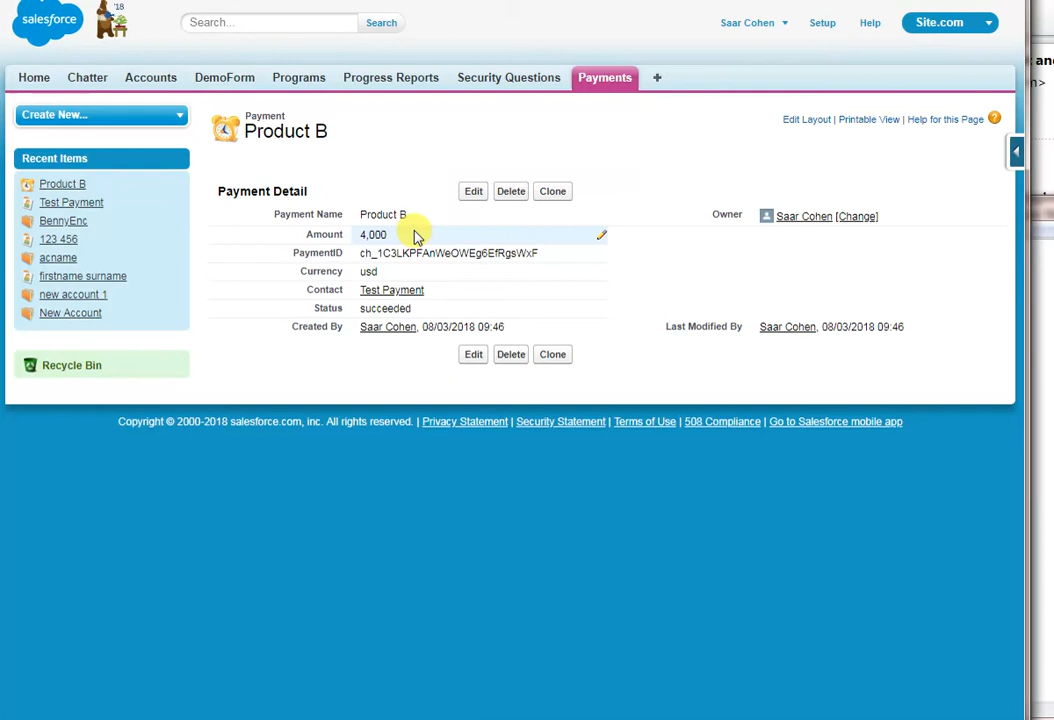 salesforce
'18
Search...
Search
Saar Cohen
Setup
Help
Site.com
Home
Chatter
Accounts
DemoForm
Programs
Progress Reports
Security Questions
Payments
+
Create New...
Recent Items
Product B
Test Payment
BennyEnc
123 456
acname
firstname surname
new account 1
New Account
Recycle Bin
Payment
Product B
Edit Layout | Printable View | Help for this Page ?
Payment Detail
Edit Delete Clone
Payment Name Product B
Owner Saar Cohen [Change]
Amount 4,000
PaymentID ch_1C3LKPFAnWeOWEg6EfRgsWxF
Currency usd
Contact Test Payment
Status succeeded
Created By Saar Cohen, 08/03/2018 09:46
Last Modified By Saar Cohen, 08/03/2018 09:46
Edit Delete Clone
Copyright © 2000-2018 salesforce.com, inc. All rights reserved. | Privacy Statement | Security Statement | Terms of Use | 508 Compliance | Go to Salesforce mobile app